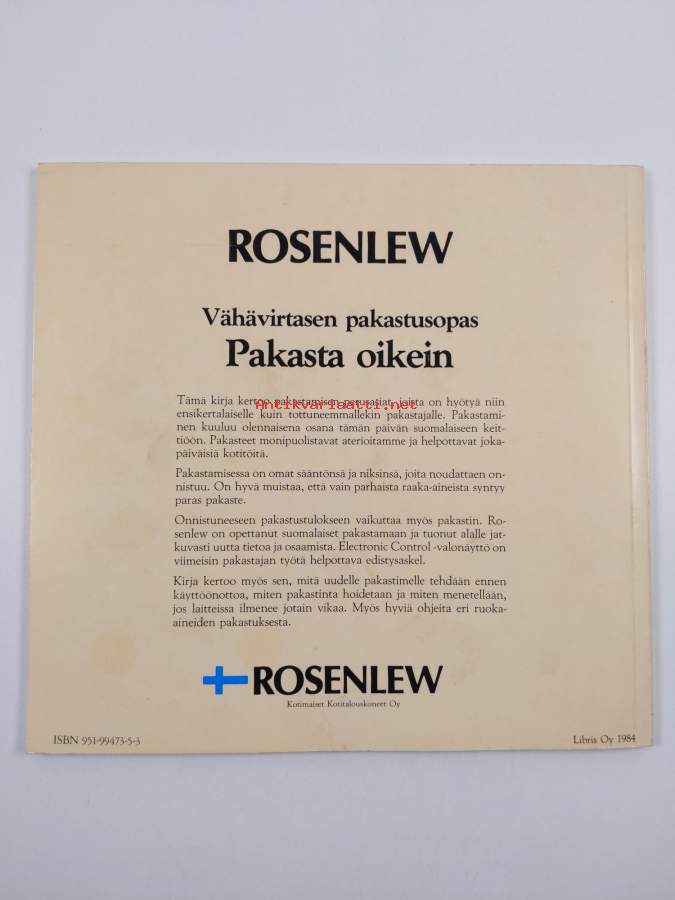 ROSENLEW
Vähävirtasen pakastusopas
Pakasta oikein
Tämä kirja kertoo pakastamisen perusasiat, joista on hyötyä niin
Antikvariaatti.net
ensikertalaiselle kuin tottuneemmallekin pakastajalle. Pakastami-
nen kuuluu olennaisena osana tämän päivän suomalaiseen keit-
tiöön. Pakasteet monipuolistavat aterioitamme ja helpottavat joka-
päiväisiä kotitöitä.
Pakastamisessa on omat sääntönsä ja niksinsä, joita noudattaen on-
nistuu. On hyvä muistaa, että vain parhaista raaka-aineista syntyy
paras pakaste.
Onnistuneeseen pakastustulokseen vaikuttaa myös pakastin. Ro-
senlew on opettanut suomalaiset pakastamaan ja tuonut alalle jat-
kuvasti uutta tietoa ja osaamista. Electronic Control -valonäyttö on
viimeisin pakastajan työtä helpottava edistysaskel.
Kirja kertoo myös sen, mitä uudelle pakastimelle tehdään ennen
käyttöönottoa, miten pakastinta hoidetaan ja miten menetellään,
jos laitteissa ilmenee jotain vikaa. Myös hyviä ohjeita eri ruoka-
aineiden pakastuksesta.
ROSENLEW
Kotimaiset Kotitalouskoneet Oy
ISBN 951-99473-5-3
Libris Oy 1984